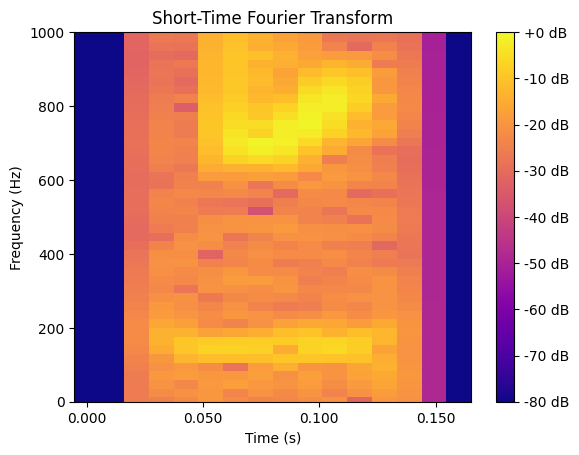 Short-Time Fourier Transform
1000
800
600
400
200
0
Frequency (Hz)
0.000
0.050
0.100
0.150
Time (s)
+0 dB
-10 dB
-20 dB
-30 dB
-40 dB
-50 dB
-60 dB
-70 dB
-80 dB